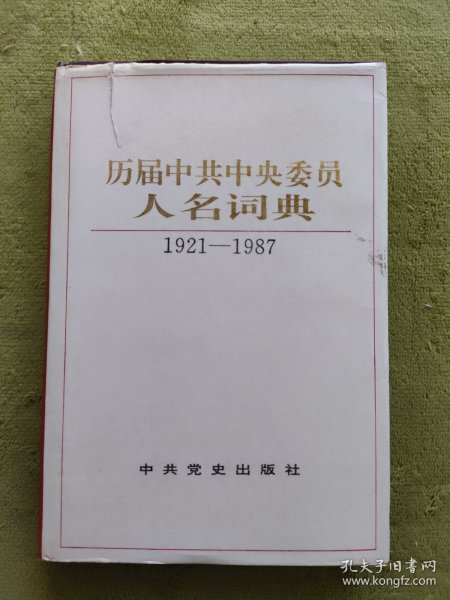 历届中共中央委员
人名词典
1921—1987
中共党史出版社
孔夫子旧书网
www.kongfz.com